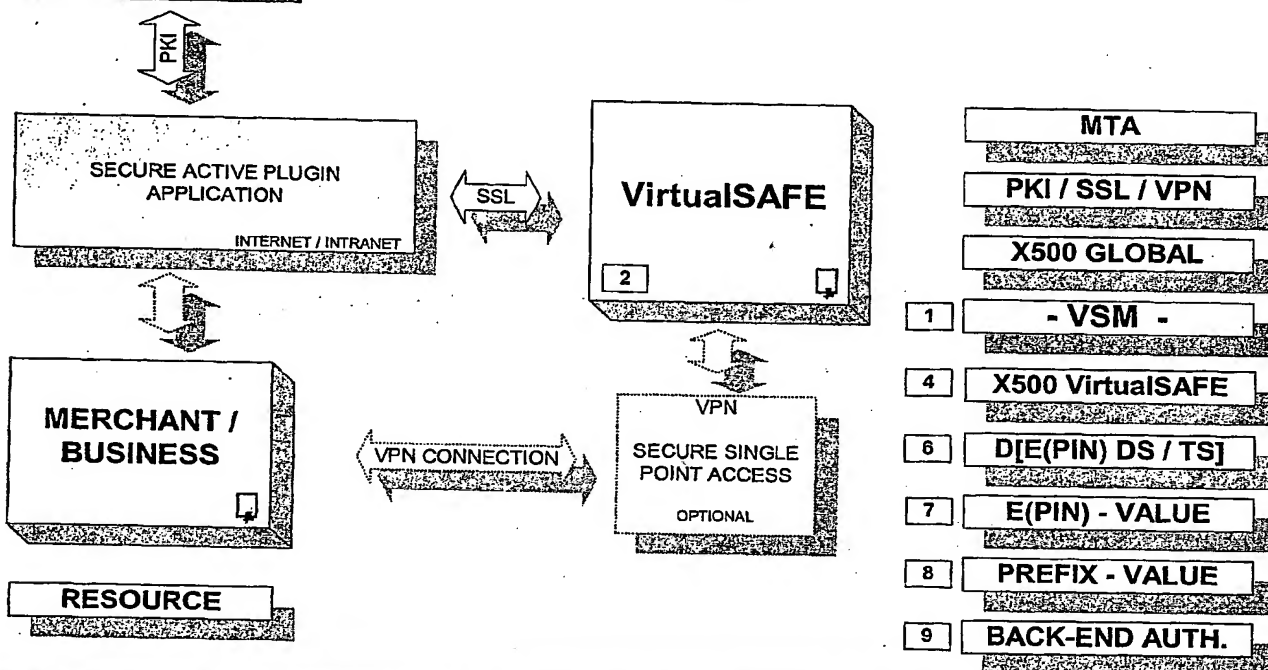 PKI
SECURE ACTIVE PLUGIN
APPLICATION
INTERNET / INTRANET
SSL
VirtualSAFE
2
MERCHANT /
BUSINESS
VPN CONNECTION
VPN
SECURE SINGLE
POINT ACCESS
OPTIONAL
RESOURCE
MTA
PKI / SSL / VPN
X500 GLOBAL
1 - VSM -
4 X500 VirtualSAFE
6 D[E(PIN) DS / TS]
7 E(PIN) - VALUE
8 PREFIX - VALUE
9 BACK-END AUTH.